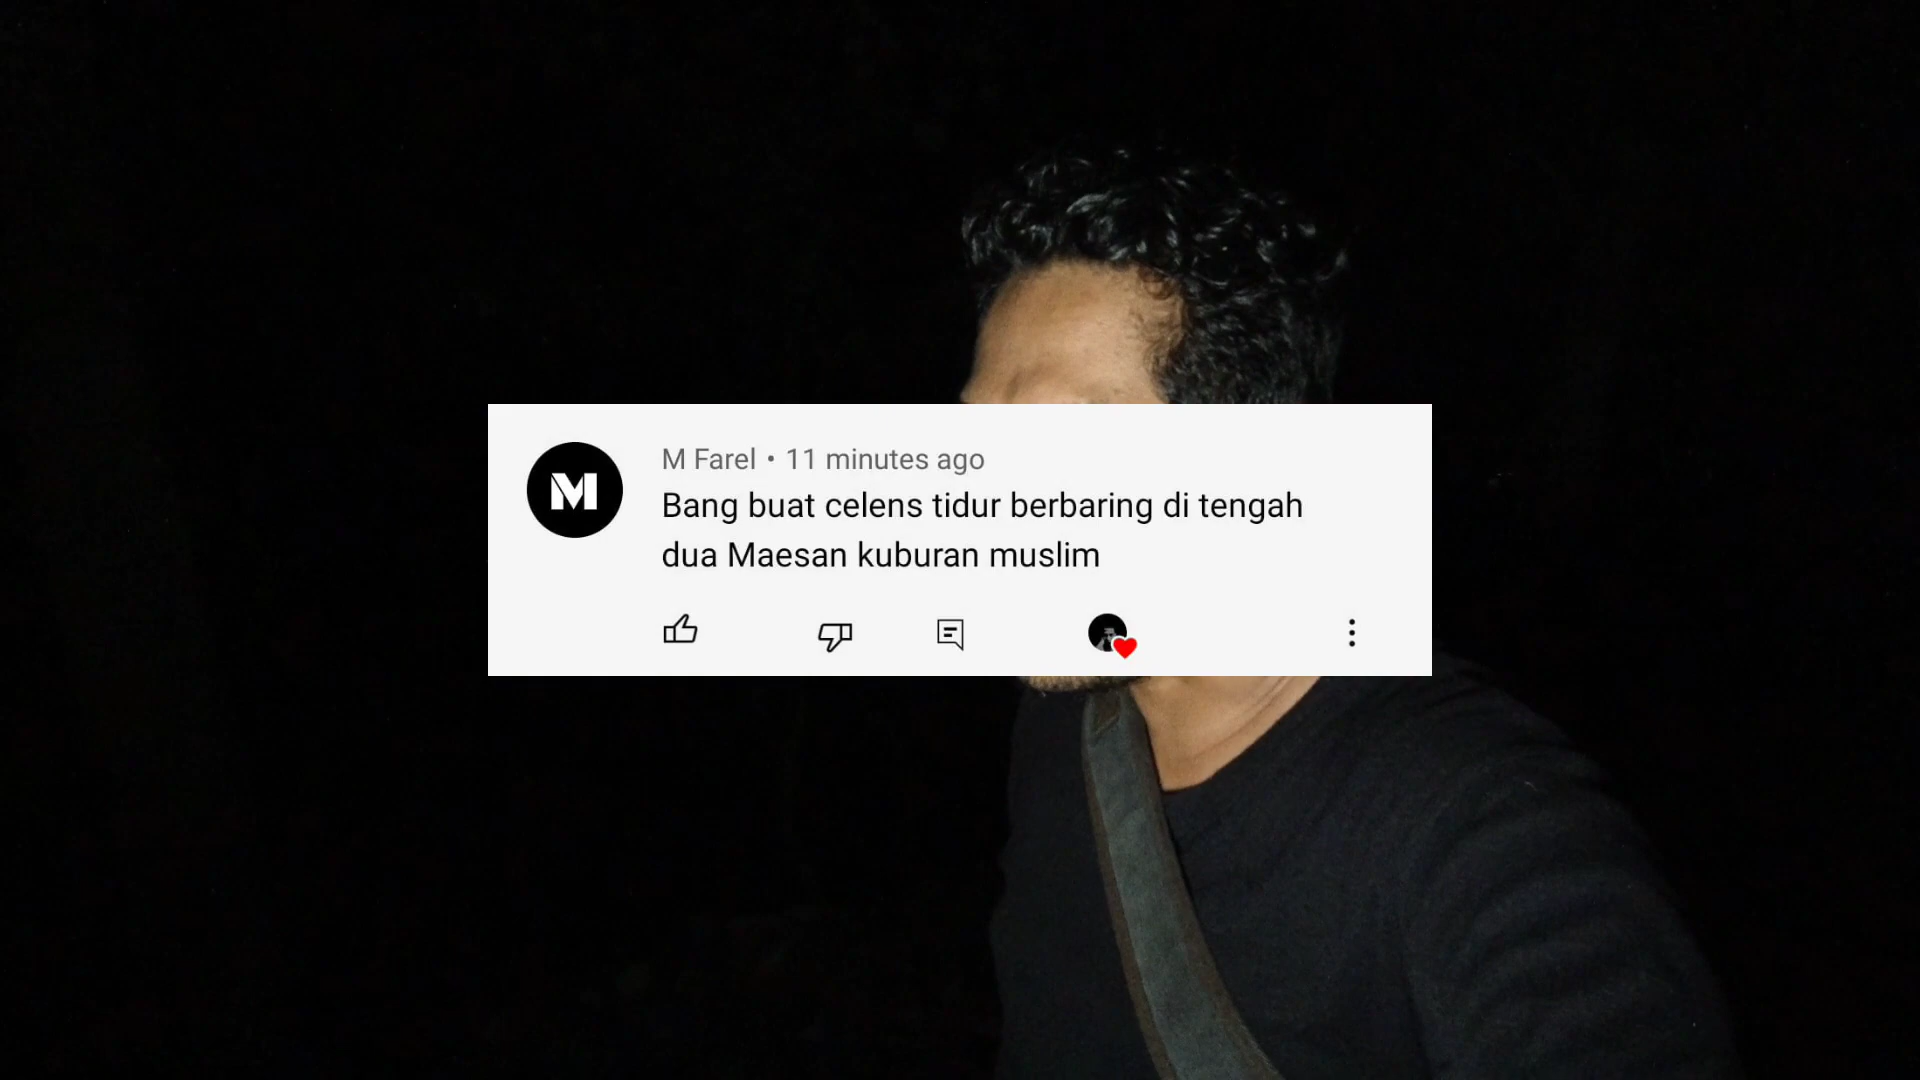 M
M Farel • 11 minutes ago
Bang buat celens tidur berbaring di tengah
dua Maesan kuburan muslim